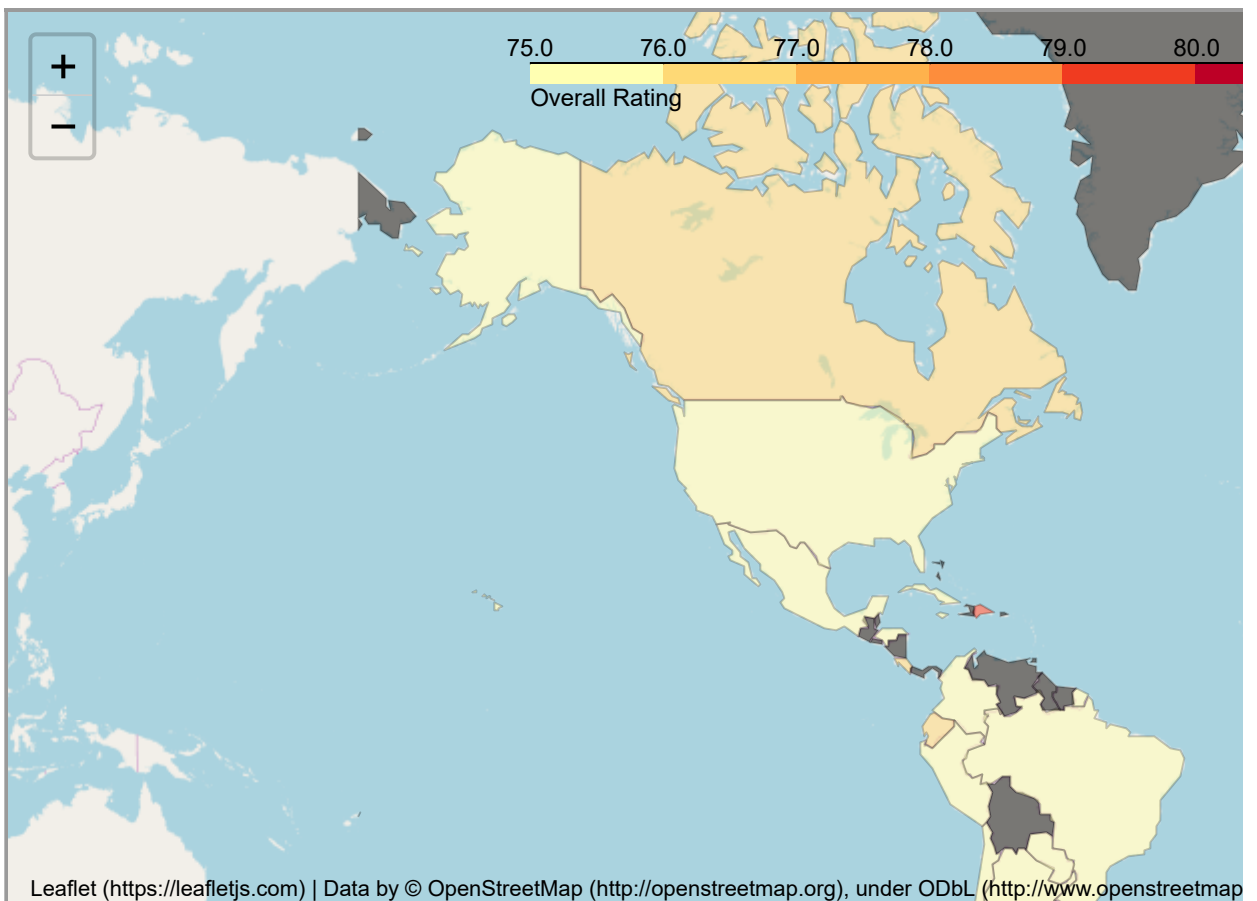 +
−
75.0 76.0 77.0 78.0 79.0 80.0
Overall Rating
Leaflet (https://leafletjs.com) | Data by © OpenStreetMap (http://openstreetmap.org), under ODbL (http://www.openstreetmap